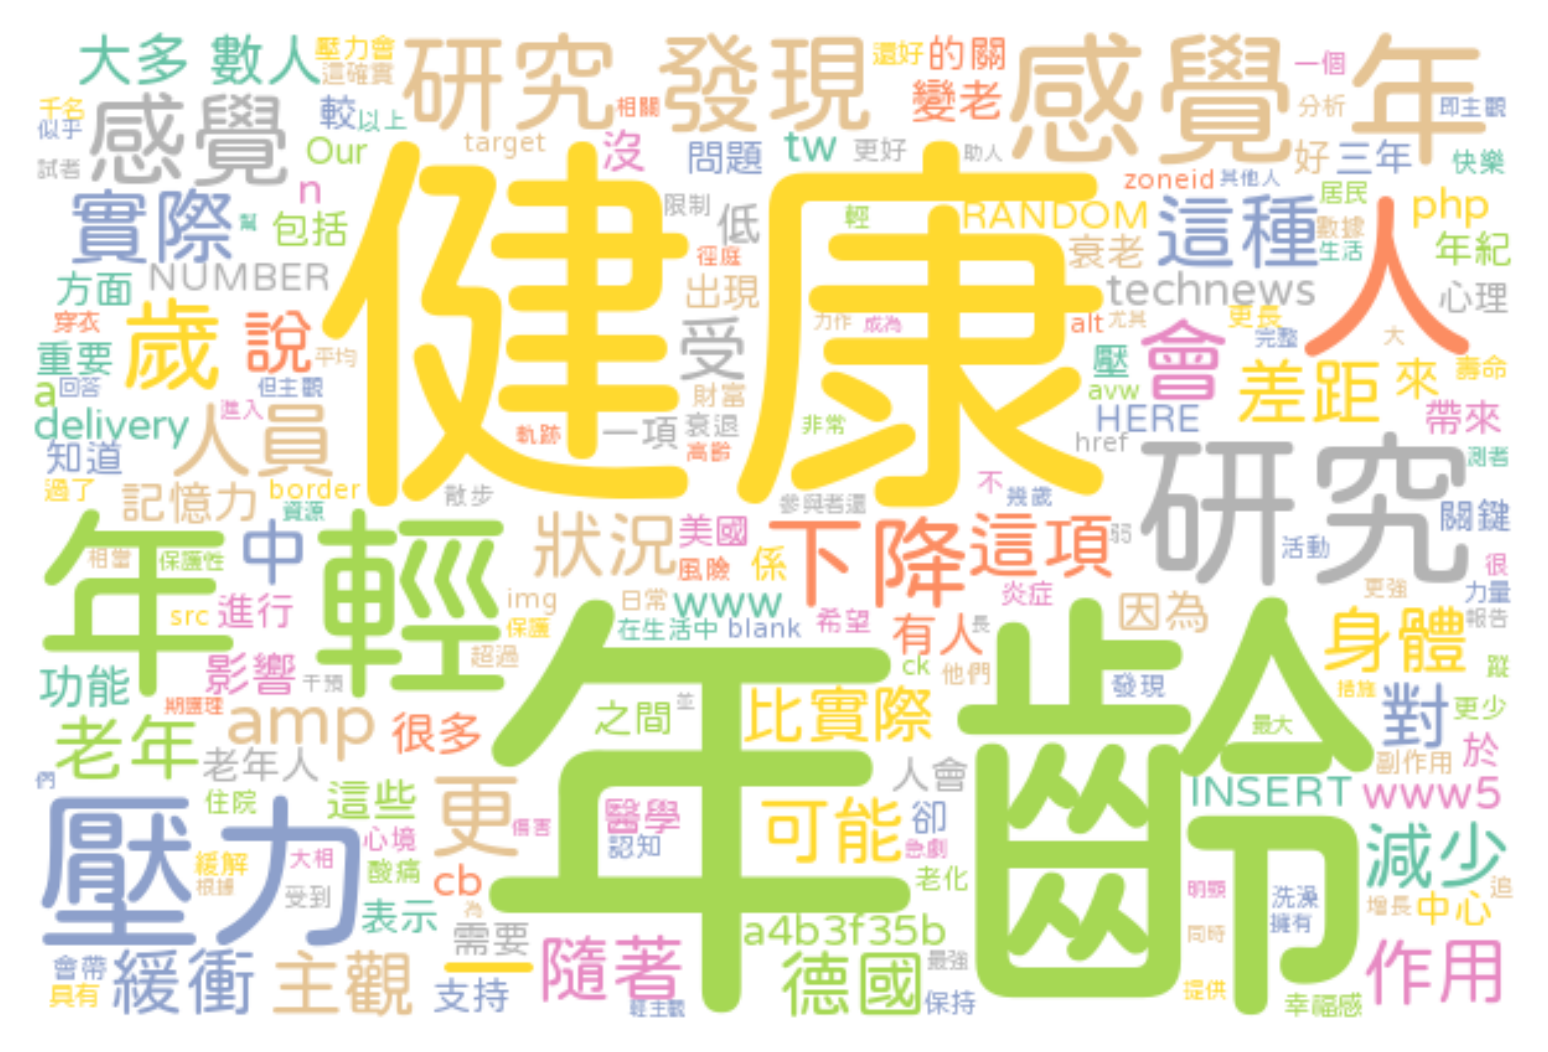 大多 數人 壓力會 研究 發現 還好 的關 感覺 年 一個
這確實
千名 感覺 較 以上 相關 變老 分析 即主觀
似乎 Our target 沒 問題 tw 更好 助人 好 三年 快樂
試者 n zoneid 其他人
實際 幫 包括 健康 限制 低 輕 RANDOM 這種 居民 人 php
數據 年紀
方面 NUMBER 徑庭 衰老 生活
出現 technews 心理
穿衣 歲 說 受 力作 成為 alt 尤其 會 更長 大
重要 平均 完整 壽命
a 回答 但主觀 財富 壓 avw 差距 來
delivery 進入 人員 軌跡 一項 衰退 非常 HERE 帶來
知道 高齡 href 研究 測者
過了 記憶力 border 散步 不 幾歲
資源 參與者還 關鍵
年輕 中 狀況 美國 下降 這項 弱 活動 很
相當 保護性 風險 係 炎症 更強 力量
src 進行 img 日常 www 希望 有人 長 因為 身體 報告
保護 在生活中 blank
功能 影響 干預 超過 年齡 ck 他們 發現 措施 蹤
期護理 並 對 更少
老年 amp 很多 之間 比實際 最大 於
老年人 人會 副作用
們 住院 這些 更 INSERT www5
壓力 心境 傷害 醫學 可能 卻 減少
緩解 大相 酸痛 認知 急劇
根據 受到 cb 老化 明顯 洗澡 追
表示 為 a4b3f35b 擁有 增長 中心
需要 同時
會帶 緩衝 主觀 一 隨著 德國 最強 作用
具有 支持 輕主觀 保持 提供 幸福感